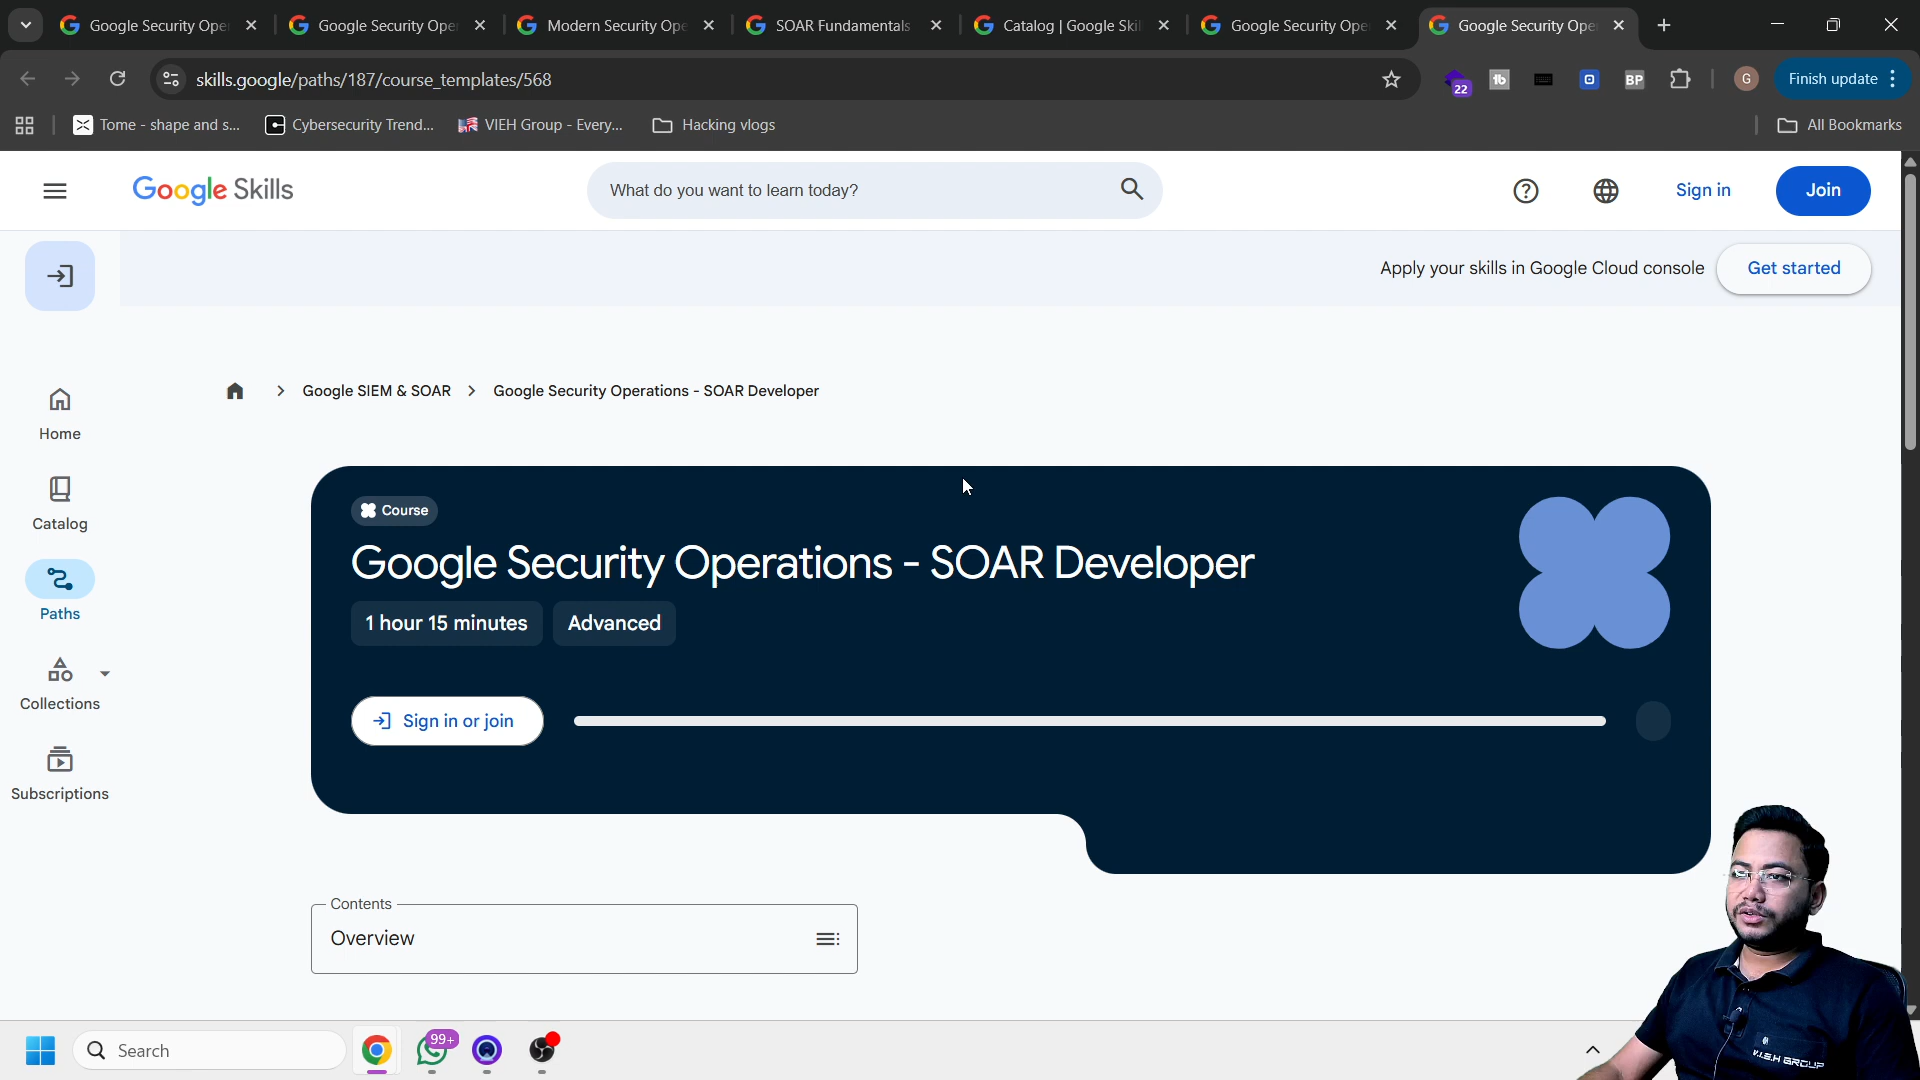 Google Security Ope
Google Security Ope
Modern Security Ope
SOAR Fundamentals
Catalog | Google Skil
Google Security Ope
Google Security Ope
skills.google/paths/187/course_templates/568
22
tb
BP
G
Finish update
Tome - shape and s...
Cybersecurity Trend...
VIEH Group - Every...
Hacking vlogs
All Bookmarks
Google Skills
What do you want to learn today?
Sign in
Join
Apply your skills in Google Cloud console
Get started
Google SIEM & SOAR
Google Security Operations - SOAR Developer
Home
Catalog
Paths
Collections
Subscriptions
Course
Google Security Operations - SOAR Developer
1 hour 15 minutes
Advanced
Sign in or join
Contents
Overview
Search
99+
V.I.E.H GROUP